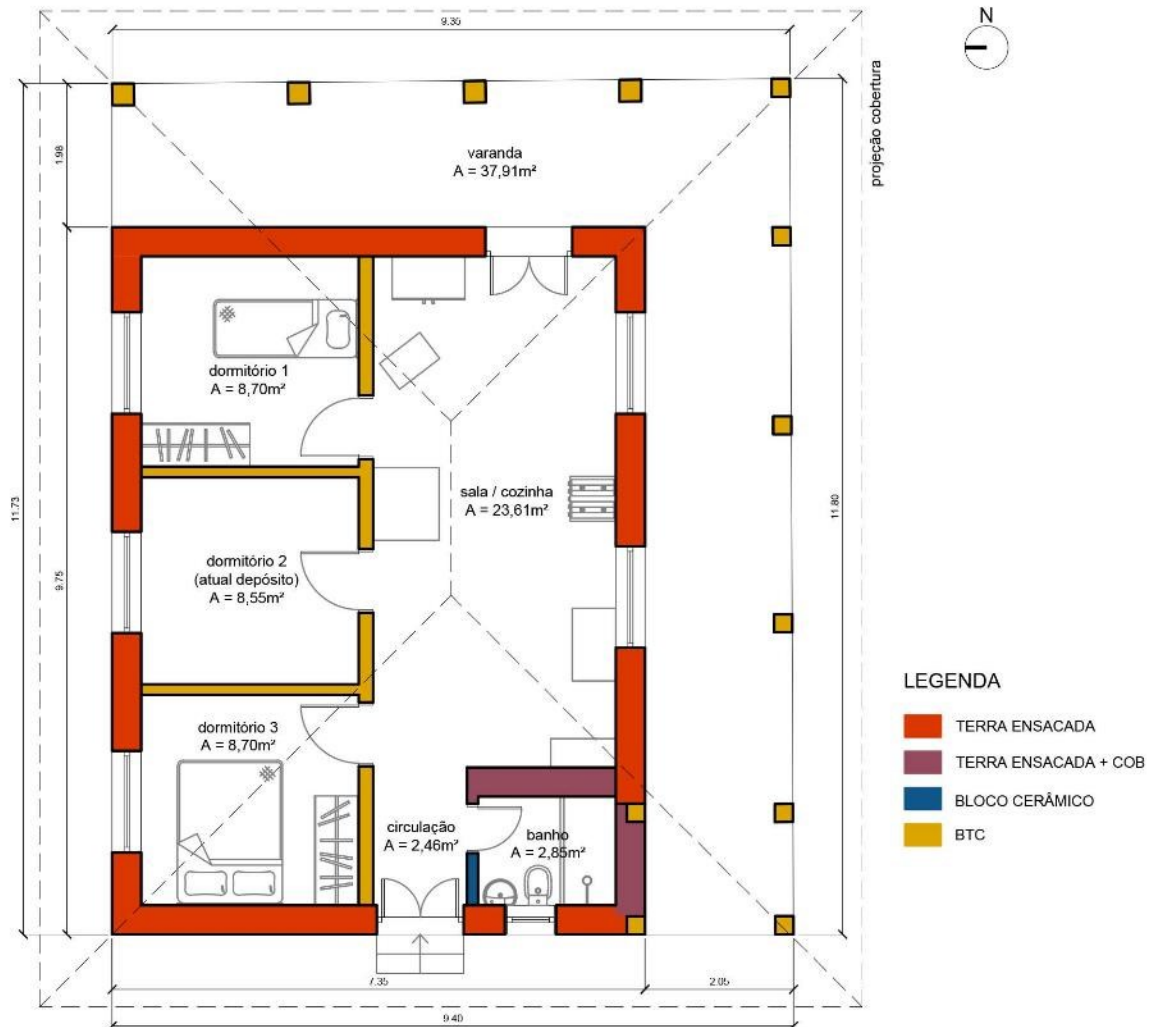 9.35
N
projeção cobertura
1.98
varanda
A = 37,91m²
dormitório 1
A = 8,70m²
11.73
sala / cozinha
A = 23,61m²
11.80
9.75
dormitório 2
(atual depósito)
A = 8,55m²
LEGENDA
TERRA ENSACADA
TERRA ENSACADA + COB
BLOCO CERÂMICO
BTC
dormitório 3
A = 8,70m²
circulação
A = 2,46m²
banho
A = 2,85m²
7.35
2.05
9.40